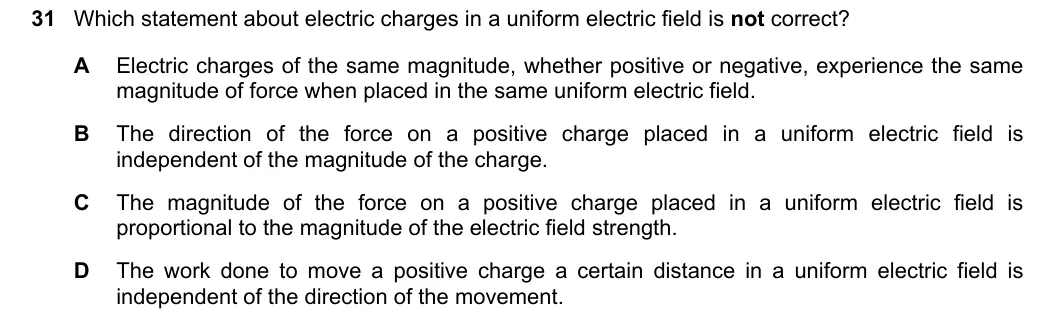 31 Which statement about electric charges in a uniform electric field is not correct?
A Electric charges of the same magnitude, whether positive or negative, experience the same
magnitude of force when placed in the same uniform electric field.
B The direction of the force on a positive charge placed in a uniform electric field is
independent of the magnitude of the charge.
C The magnitude of the force on a positive charge placed in a uniform electric field is
proportional to the magnitude of the electric field strength.
D The work done to move a positive charge a certain distance in a uniform electric field is
independent of the direction of the movement.